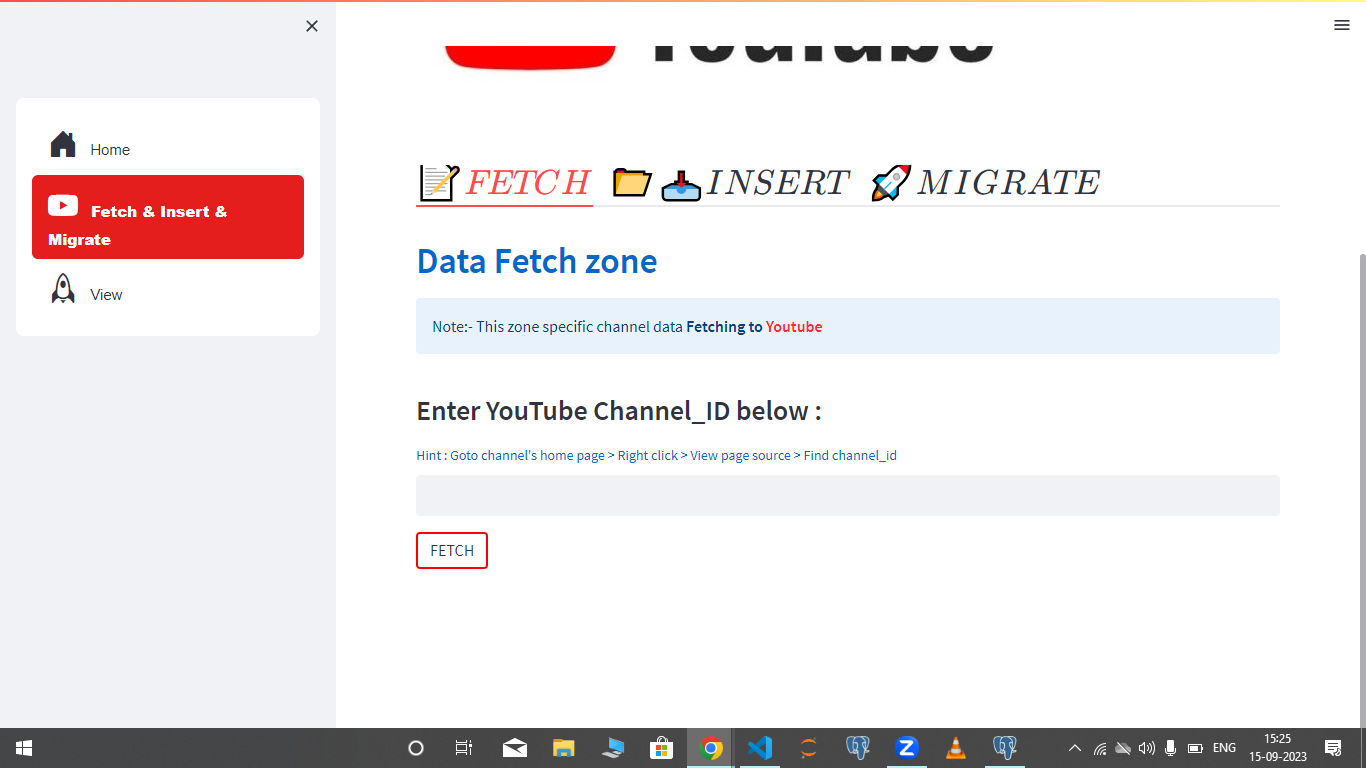 YouTube
Home
Fetch & Insert &
Migrate
View
FETCH INSERT MIGRATE
Data Fetch zone
Note:- This zone specific channel data Fetching to Youtube
Enter YouTube Channel_ID below :
Hint : Goto channel's home page > Right click > View page source > Find channel_id
FETCH
ENG
15:25
15-09-2023